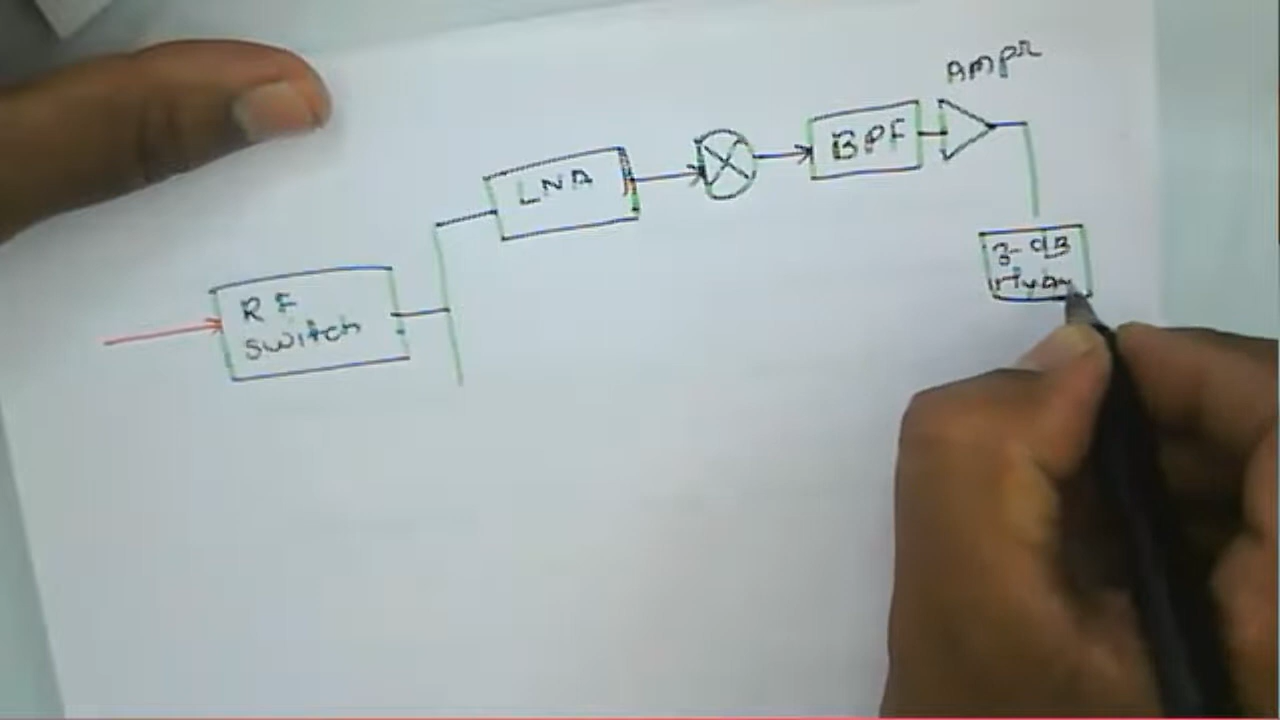 AMPr
BPF
LNA
RF
switch
3-dB